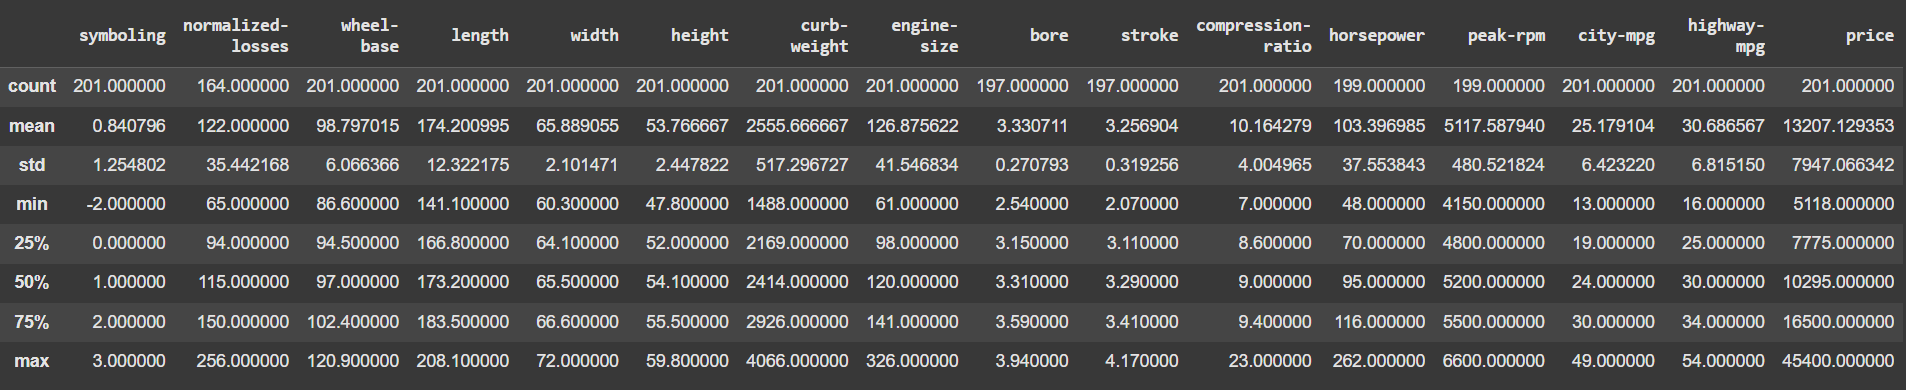 symboling normalized-losses wheel-base length width height curb-weight engine-size bore stroke compression-ratio horsepower peak-rpm city-mpg highway-mpg price
count 201.000000 164.000000 201.000000 201.000000 201.000000 201.000000 201.000000 201.000000 197.000000 197.000000 201.000000 199.000000 199.000000 201.000000 201.000000 201.000000
mean 0.840796 122.000000 98.797015 174.200995 65.889055 53.766667 2555.666667 126.875622 3.330711 3.256904 10.164279 103.396985 5117.587940 25.179104 30.686567 13207.129353
std 1.254802 35.442168 6.066366 12.322175 2.101471 2.447822 517.296727 41.546834 0.270793 0.319256 4.004965 37.553843 480.521824 6.423220 6.815150 7947.066342
min -2.000000 65.000000 86.600000 141.100000 60.300000 47.800000 1488.000000 61.000000 2.540000 2.070000 7.000000 48.000000 4150.000000 13.000000 16.000000 5118.000000
25% 0.000000 94.000000 94.500000 166.800000 64.100000 52.000000 2169.000000 98.000000 3.150000 3.110000 8.600000 70.000000 4800.000000 19.000000 25.000000 7775.000000
50% 1.000000 115.000000 97.000000 173.200000 65.500000 54.100000 2414.000000 120.000000 3.310000 3.290000 9.000000 95.000000 5200.000000 24.000000 30.000000 10295.000000
75% 2.000000 150.000000 102.400000 183.500000 66.600000 55.500000 2926.000000 141.000000 3.590000 3.410000 9.400000 116.000000 5500.000000 30.000000 34.000000 16500.000000
max 3.000000 256.000000 120.900000 208.100000 72.000000 59.800000 4066.000000 326.000000 3.940000 4.170000 23.000000 262.000000 6600.000000 49.000000 54.000000 45400.000000